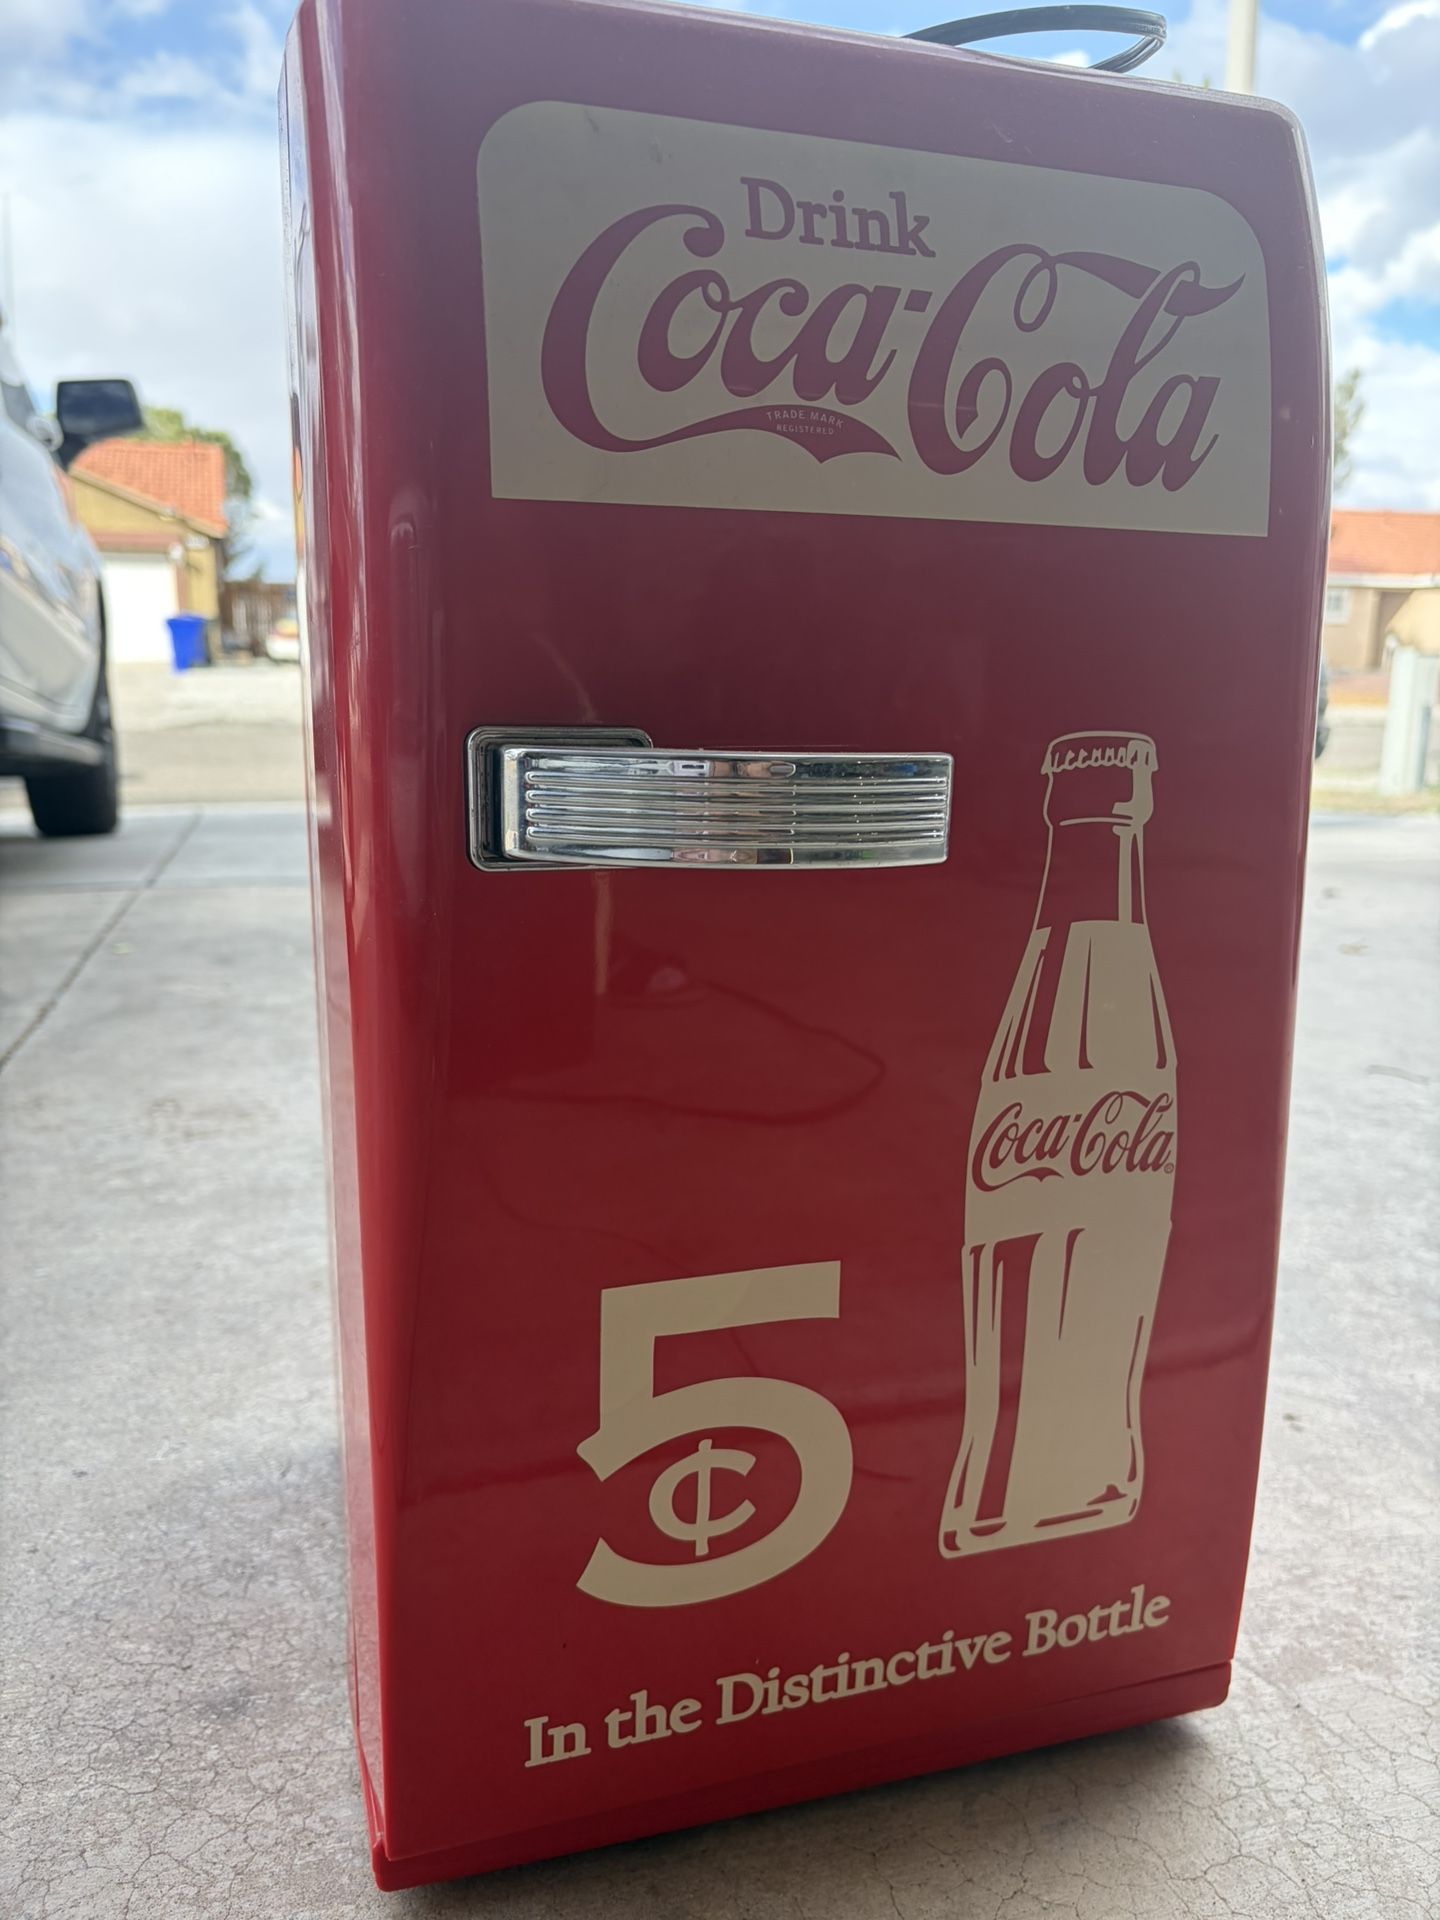 Drink
Coca-Cola
TRADE MARK
REGISTERED
Coca-Cola®
5¢
In the Distinctive Bottle